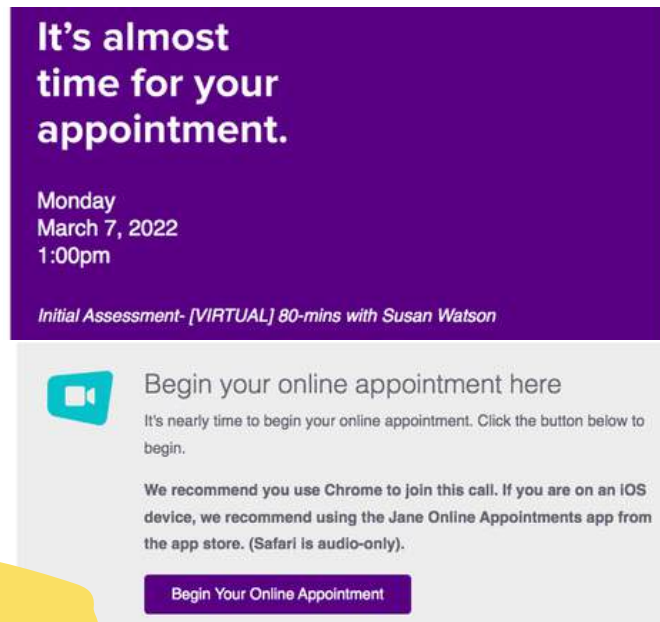 It's almost
time for your
appointment.
Monday
March 7, 2022
1:00pm
Initial Assessment- [VIRTUAL] 80-mins with Susan Watson
Begin your online appointment here
It's nearly time to begin your online appointment. Click the button below to
begin.
We recommend you use Chrome to join this call. If you are on an iOS
device, we recommend using the Jane Online Appointments app from
the app store. (Safari is audio-only).
Begin Your Online Appointment